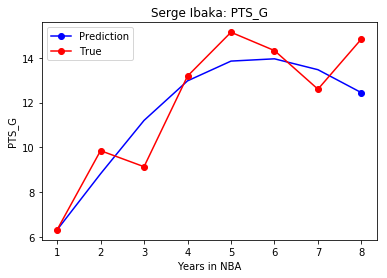 Serge Ibaka: PTS_G
Prediction
True
14
12
10
8
6
PTS_G
1 2 3 4 5 6 7 8
Years in NBA